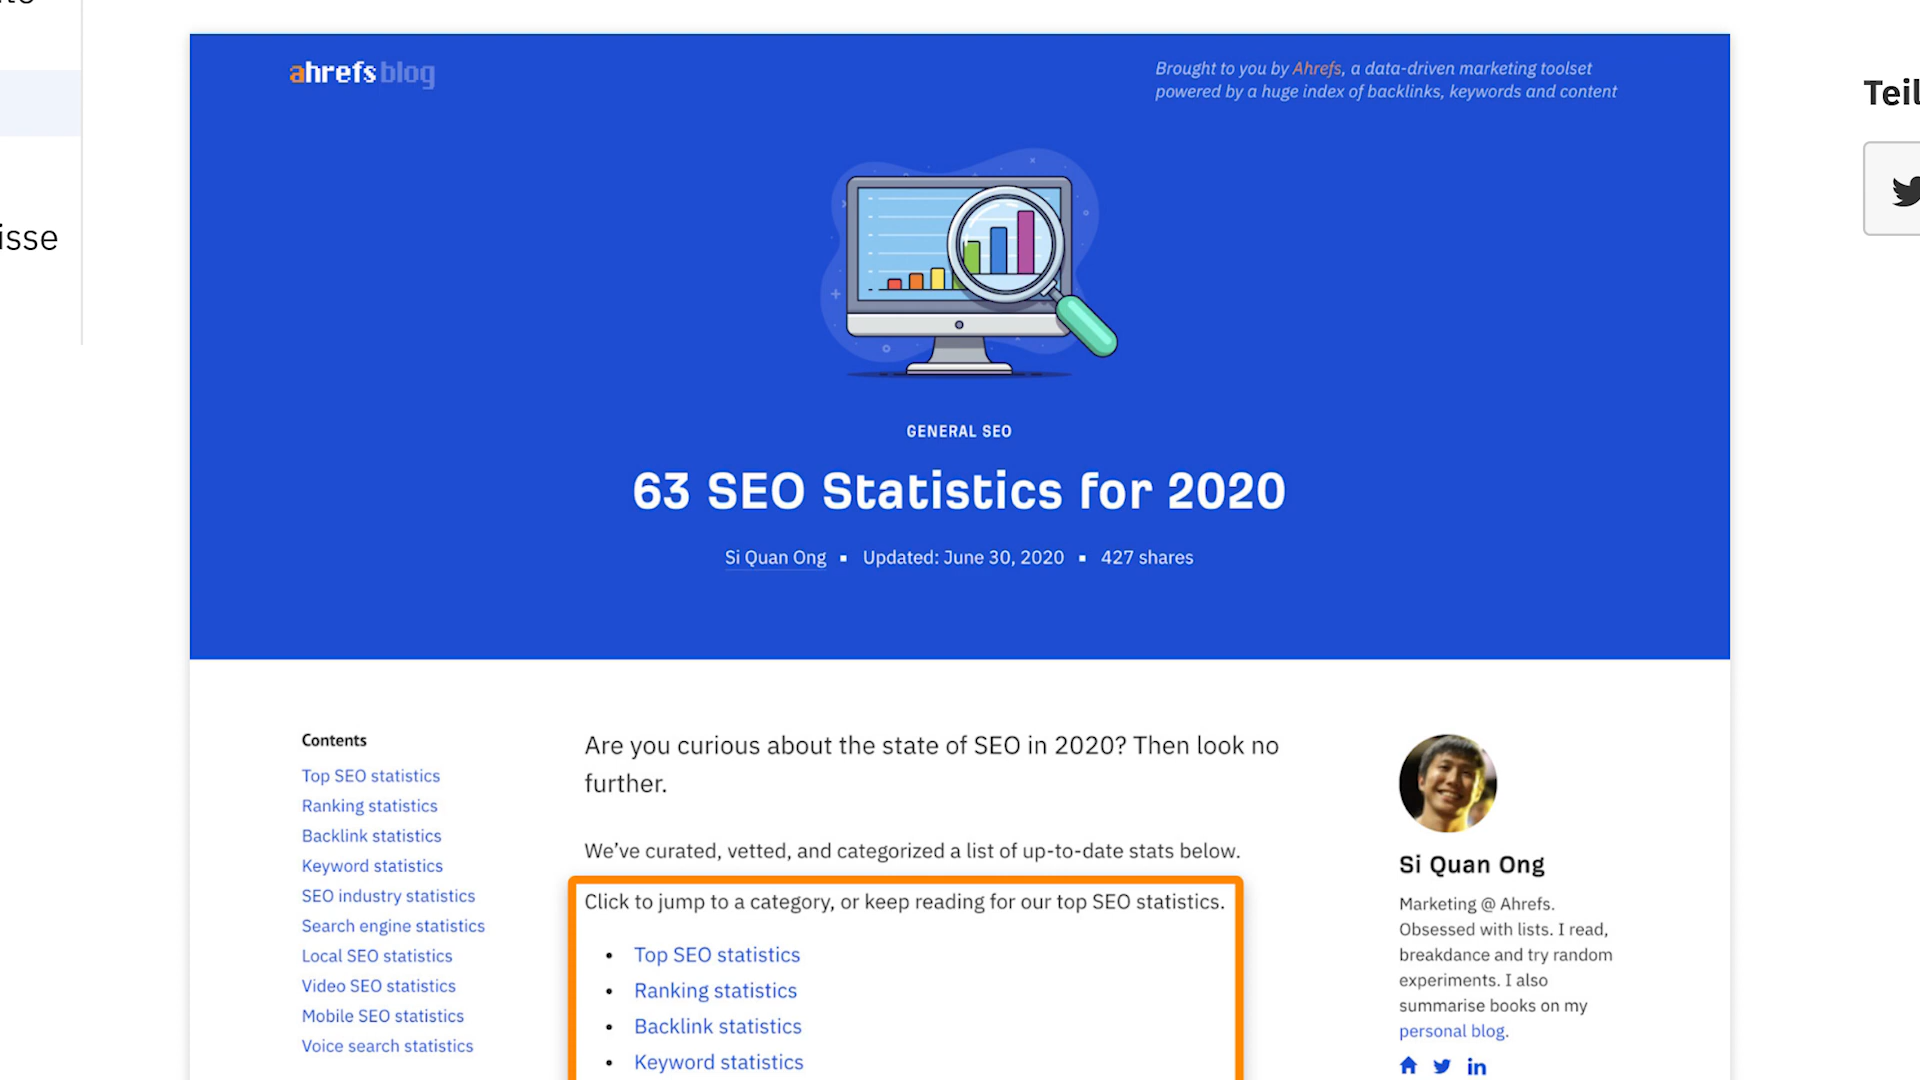 isse
Teil
ahrefs blog
Brought to you by Ahrefs, a data-driven marketing toolset
powered by a huge index of backlinks, keywords and content
GENERAL SEO
63 SEO Statistics for 2020
Si Quan Ong ▪ Updated: June 30, 2020 ▪ 427 shares
Contents
Top SEO statistics
Ranking statistics
Backlink statistics
Keyword statistics
SEO industry statistics
Search engine statistics
Local SEO statistics
Video SEO statistics
Mobile SEO statistics
Voice search statistics
Are you curious about the state of SEO in 2020? Then look no
further.
We’ve curated, vetted, and categorized a list of up-to-date stats below.
Click to jump to a category, or keep reading for our top SEO statistics.
• Top SEO statistics
• Ranking statistics
• Backlink statistics
• Keyword statistics
Si Quan Ong
Marketing @ Ahrefs.
Obsessed with lists. I read,
breakdance and try random
experiments. I also
summarise books on my
personal blog.